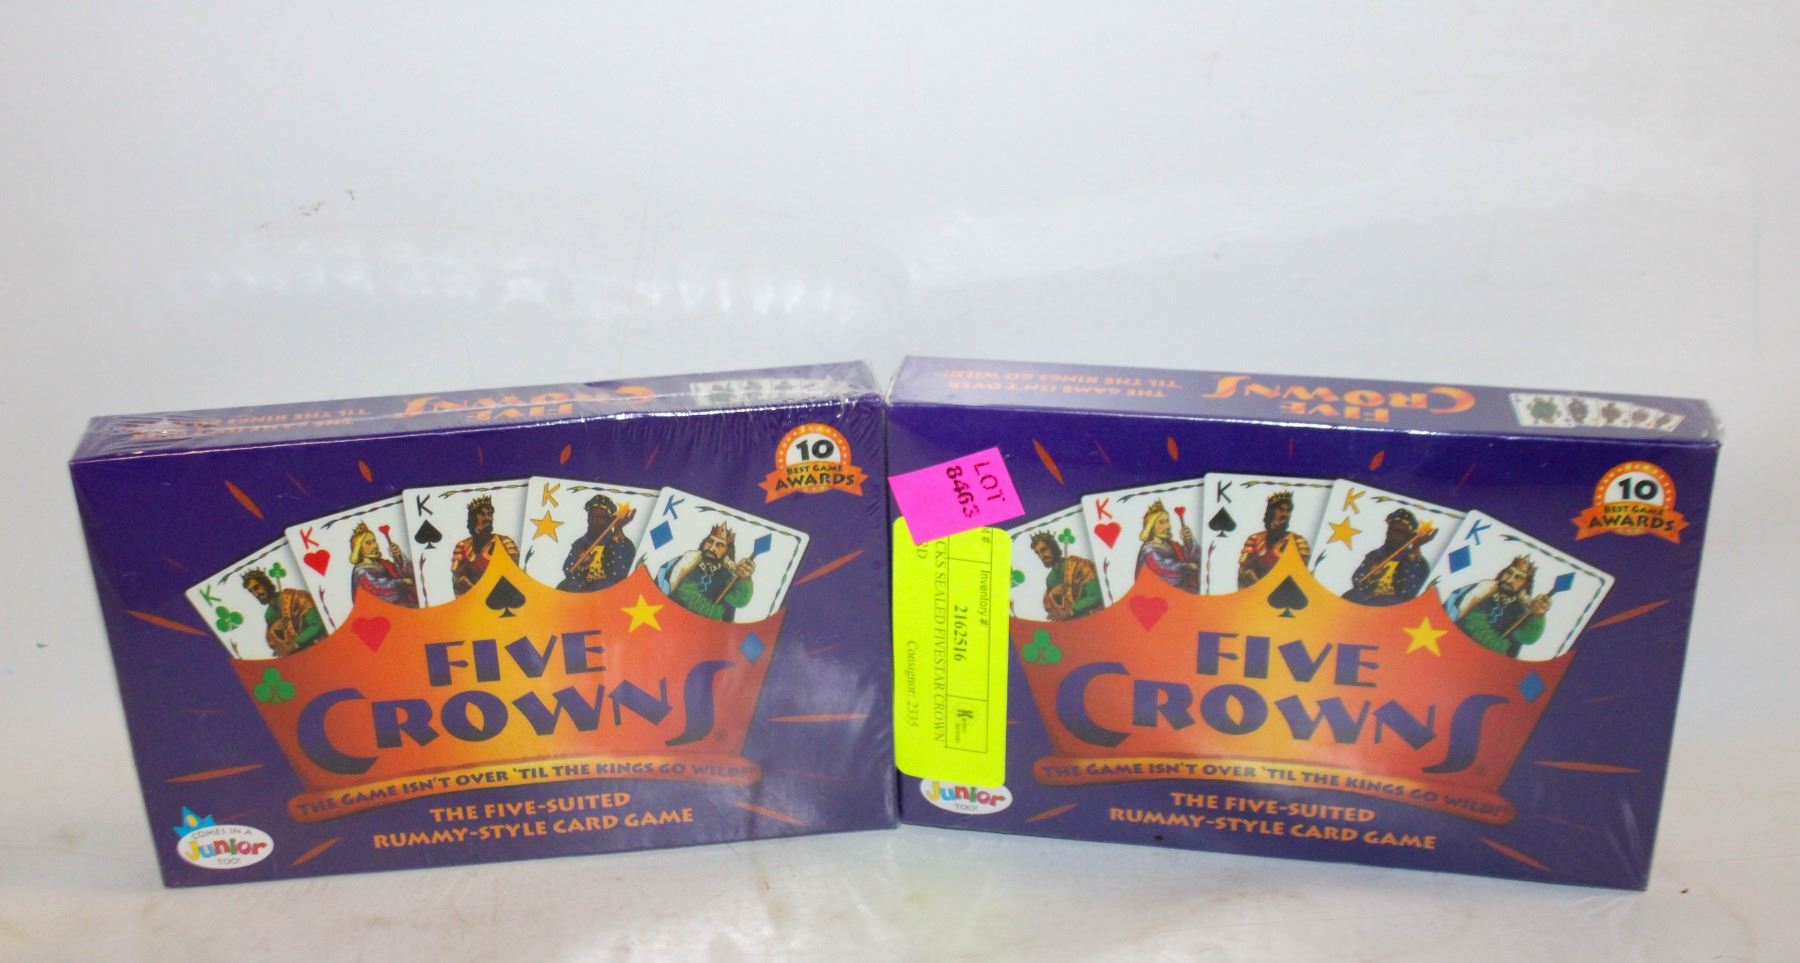 THE GAME ISN'T OVER
'TIL THE KINGS GO WILD!
FIVE
CROWNS
10
BEST GAME
AWARDS
K
K
K
K
K
FIVE
CROWNS®
THE GAME ISN'T OVER 'TIL THE KINGS GO WILD!®
THE FIVE-SUITED
RUMMY-STYLE CARD GAME
COMES IN A
Junior
TOO!
THE GAME ISN'T OVER
'TIL THE KINGS GO WILD!
FIVE
CROWNS
10
BEST GAME
AWARDS
K
K
K
K
K
FIVE
CROWNS®
THE GAME ISN'T OVER 'TIL THE KINGS GO WILD!®
THE FIVE-SUITED
RUMMY-STYLE CARD GAME
Junior
TOO!
LOT
8463
Inventory #
2162516
SEALED FIVESTAR CROWN
Consignor: 2335